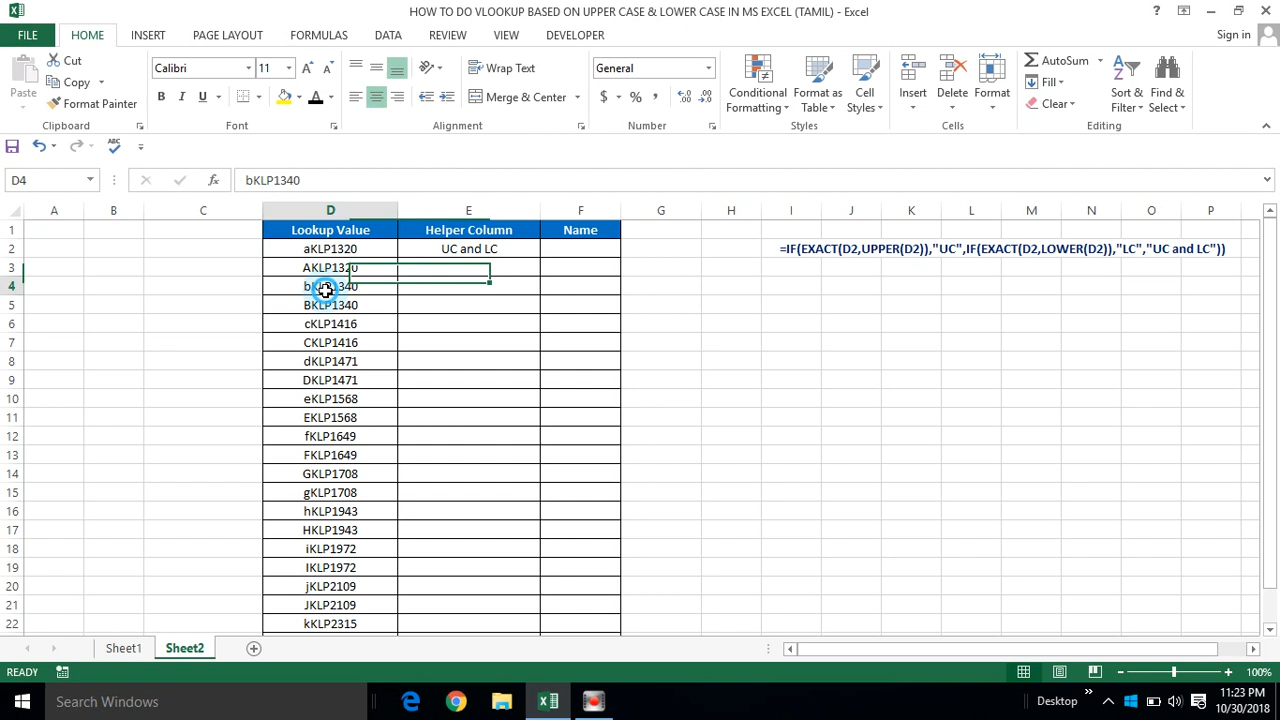 HOW TO DO VLOOKUP BASED ON UPPER CASE & LOWER CASE IN MS EXCEL (TAMIL) - Excel
FILE HOME INSERT PAGE LAYOUT FORMULAS DATA REVIEW VIEW DEVELOPER Sign in
Paste Cut Copy Format Painter Clipboard
Calibri 11 B I U A Font
Wrap Text Merge & Center Alignment
General $ % , Number
Conditional Formatting Format as Table Cell Styles Styles
Insert Delete Format Cells
AutoSum Fill Clear Sort & Filter Find & Select Editing
D4 fx bKLP1340
A B C D E F G H I J K L M N O P
1 Lookup Value Helper Column Name
2 aKLP1320 UC and LC =IF(EXACT(D2,UPPER(D2)),"UC",IF(EXACT(D2,LOWER(D2)),"LC","UC and LC"))
3 AKLP1320
4 bKLP1340
5 BKLP1340
6 cKLP1416
7 CKLP1416
8 dKLP1471
9 DKLP1471
10 eKLP1568
11 EKLP1568
12 fKLP1649
13 FKLP1649
14 GKLP1708
15 gKLP1708
16 hKLP1943
17 HKLP1943
18 iKLP1972
19 IKLP1972
20 jKLP2109
21 JKLP2109
22 kKLP2315
Sheet1 Sheet2
READY 100%
Search Windows Desktop 11:23 PM
10/30/2018